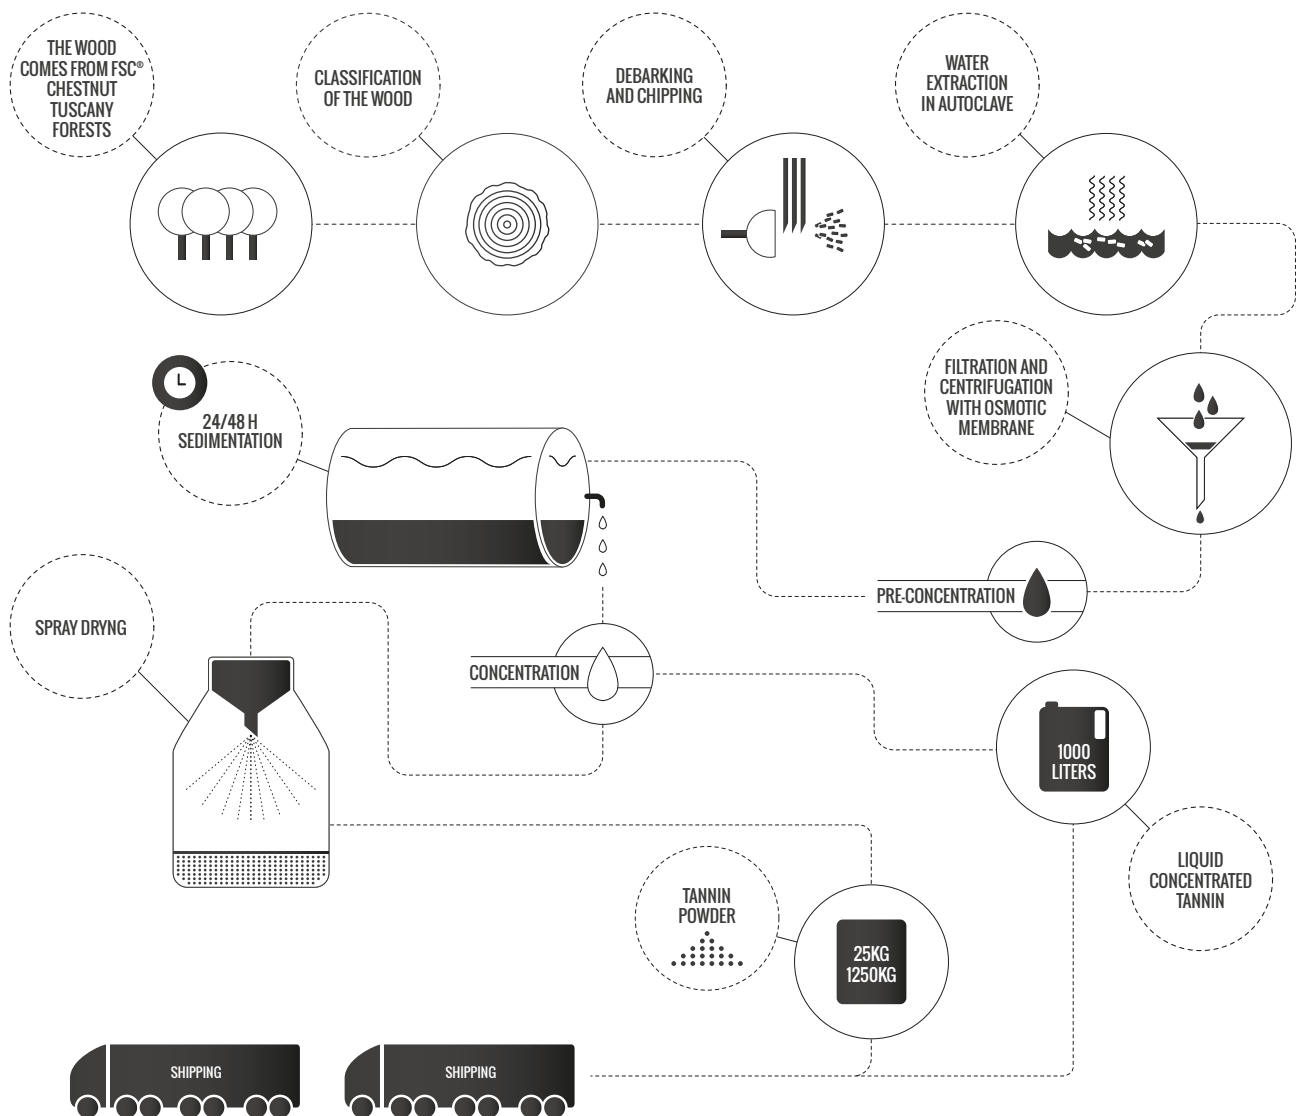 THE WOOD
COMES FROM FSC®
CHESTNUT
TUSCANY
FORESTS
CLASSIFICATION
OF THE WOOD
DEBARKING
AND CHIPPING
WATER
EXTRACTION
IN AUTOCLAVE
FILTRATION AND
CENTRIFUGATION
WITH OSMOTIC
MEMBRANE
24/48 H
SEDIMENTATION
PRE-CONCENTRATION
SPRAY DRYNG
CONCENTRATION
1000
LITERS
LIQUID
CONCENTRATED
TANNIN
TANNIN
POWDER
25KG
1250KG
SHIPPING
SHIPPING